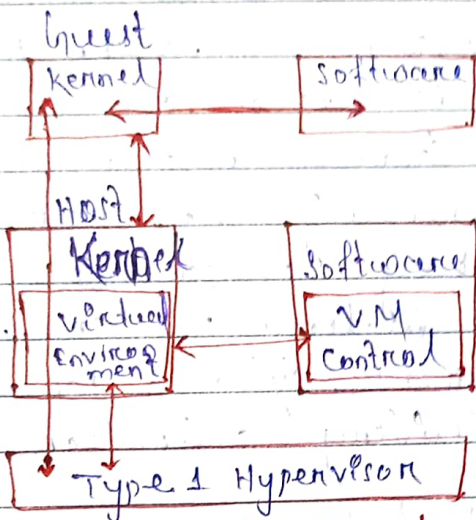 Guest
Kernel
Software
Host
Kernel
Software
Virtual
Environ
ment
VM
Control
Type 1 Hypervisor